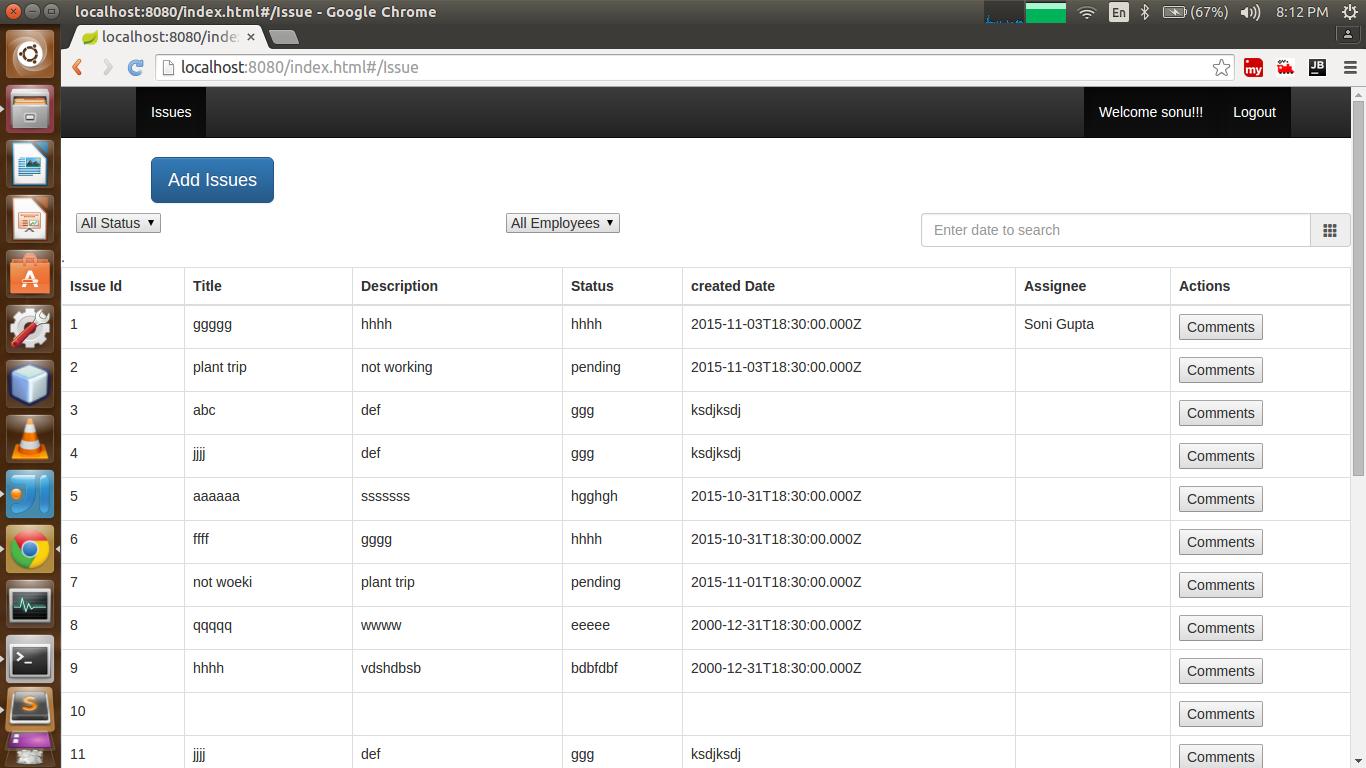 localhost:8080/index.html#/Issue - Google Chrome En (67%) 8:12 PM
localhost:8080/inde
localhost:8080/index.html#/Issue my JB
Issues Welcome sonu!!! Logout
Add Issues
All Status All Employees Enter date to search
.
Issue Id Title Description Status created Date Assignee Actions
1 ggggg hhhh hhhh 2015-11-03T18:30:00.000Z Soni Gupta Comments
2 plant trip not working pending 2015-11-03T18:30:00.000Z Comments
3 abc def ggg ksdjksdj Comments
4 jjjj def ggg ksdjksdj Comments
5 aaaaaa sssssss hgghgh 2015-10-31T18:30:00.000Z Comments
6 fffff gggg hhhh 2015-10-31T18:30:00.000Z Comments
7 not woeki plant trip pending 2015-11-01T18:30:00.000Z Comments
8 qqqqq wwww eeeee 2000-12-31T18:30:00.000Z Comments
9 hhhh vdshdbsb bdbfdbf 2000-12-31T18:30:00.000Z Comments
10 Comments
11 jjjj def ggg ksdjksdj Comments